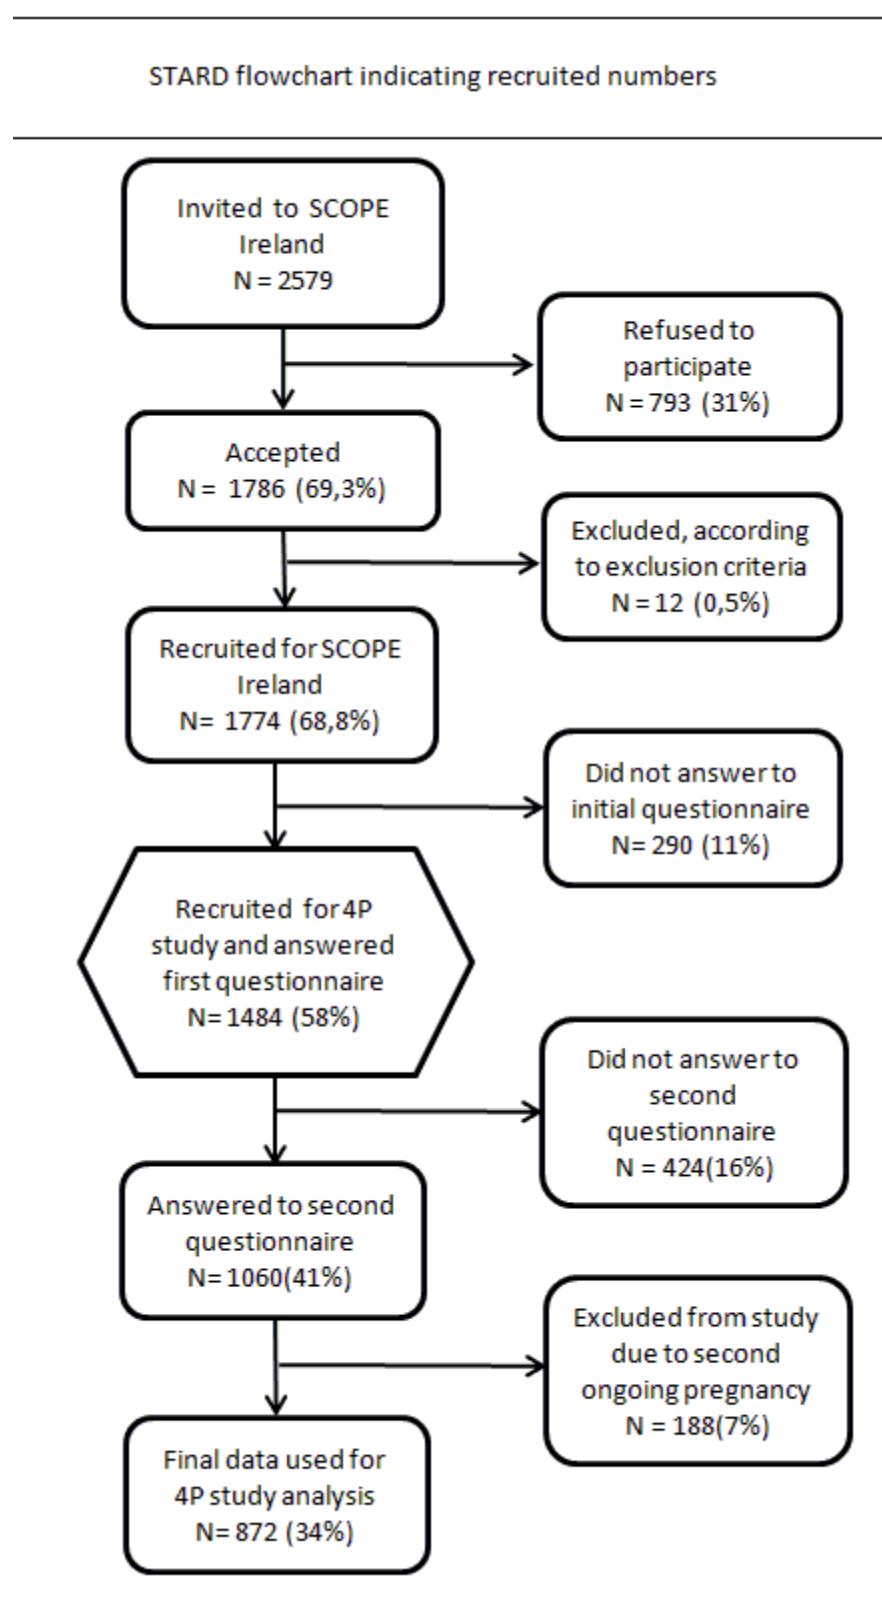 STARD flowchart indicating recruited numbers
Invited to SCOPE
Ireland
N = 2579
Refused to
participate
N = 793 (31%)
Accepted
N = 1786 (69,3%)
Excluded, according
to exclusion criteria
N = 12 (0,5%)
Recruited for SCOPE
Ireland
N= 1774 (68,8%)
Did not answer to
initial questionnaire
N= 290 (11%)
Recruited for 4P
study and answered
first questionnaire
N= 1484 (58%)
Did not answer to
second
questionnaire
N = 424(16%)
Answered to second
questionnaire
N= 1060(41%)
Excluded from study
due to second
ongoing pregnancy
N = 188(7%)
Final data used for
4P study analysis
N= 872 (34%)